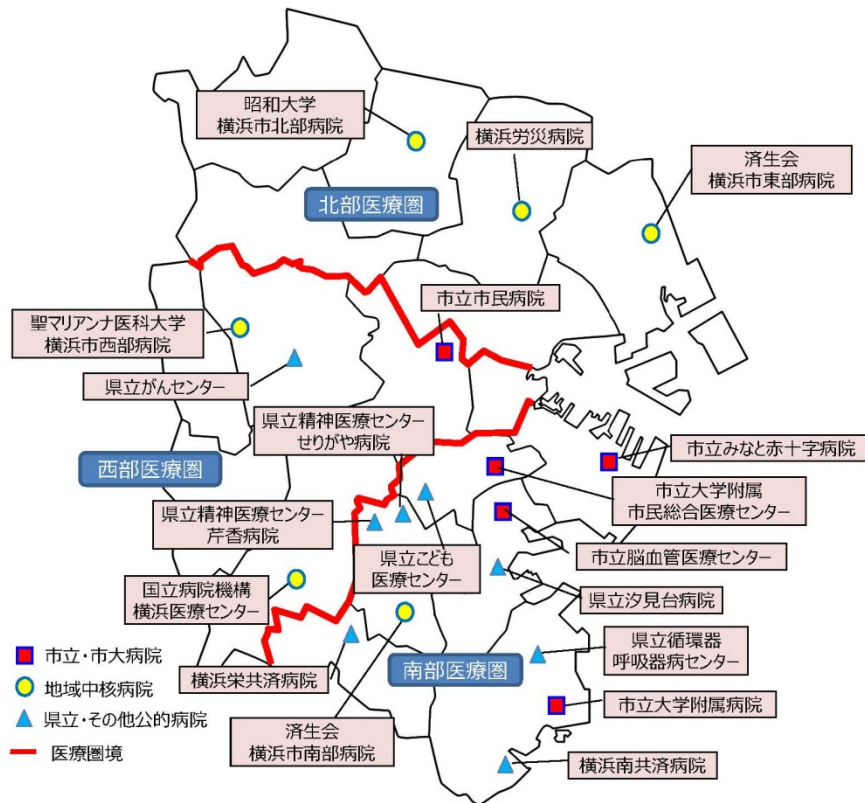 昭和大学
横浜市北部病院
横浜労災病院
済生会
横浜市東部病院
北部医療圏
市立市民病院
聖マリアンナ医科大学
横浜市西部病院
県立がんセンター
県立精神医療センター
せりがや病院
西部医療圏
市立みなと赤十字病院
市立大学附属
市民総合医療センター
県立精神医療センター
芹香病院
県立こども
医療センター
市立脳血管医療センター
国立病院機構
横浜医療センター
県立汐見台病院
県立循環器
呼吸器病センター
南部医療圏
横浜栄共済病院
市立大学附属病院
済生会
横浜市南部病院
横浜南共済病院
市立・市大病院
地域中核病院
県立・その他公的病院
医療圏境